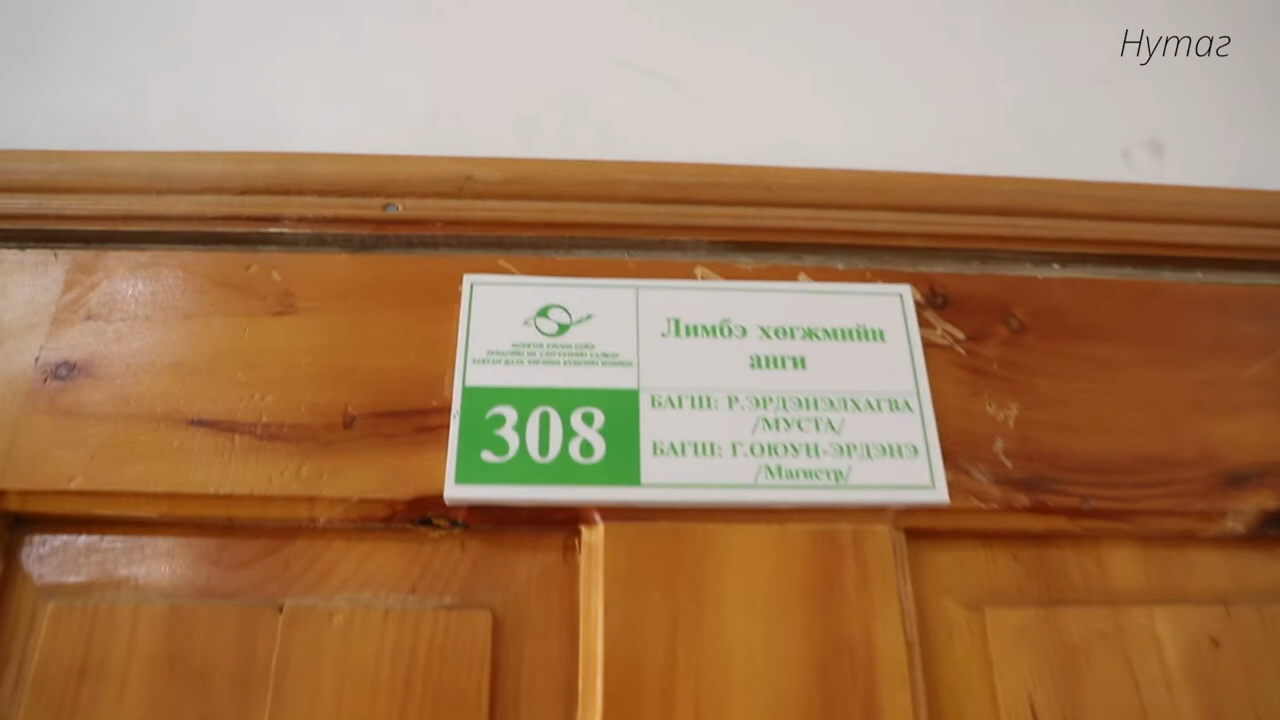 Нутаг
Лимбэ хөгжмийн
анги
308
БАГШ: Р.ЭРДЭНЭЛХАГВА
/МУСТА/
БАГШ: Г.ОЮУН-ЭРДЭНЭ
/Магистр/